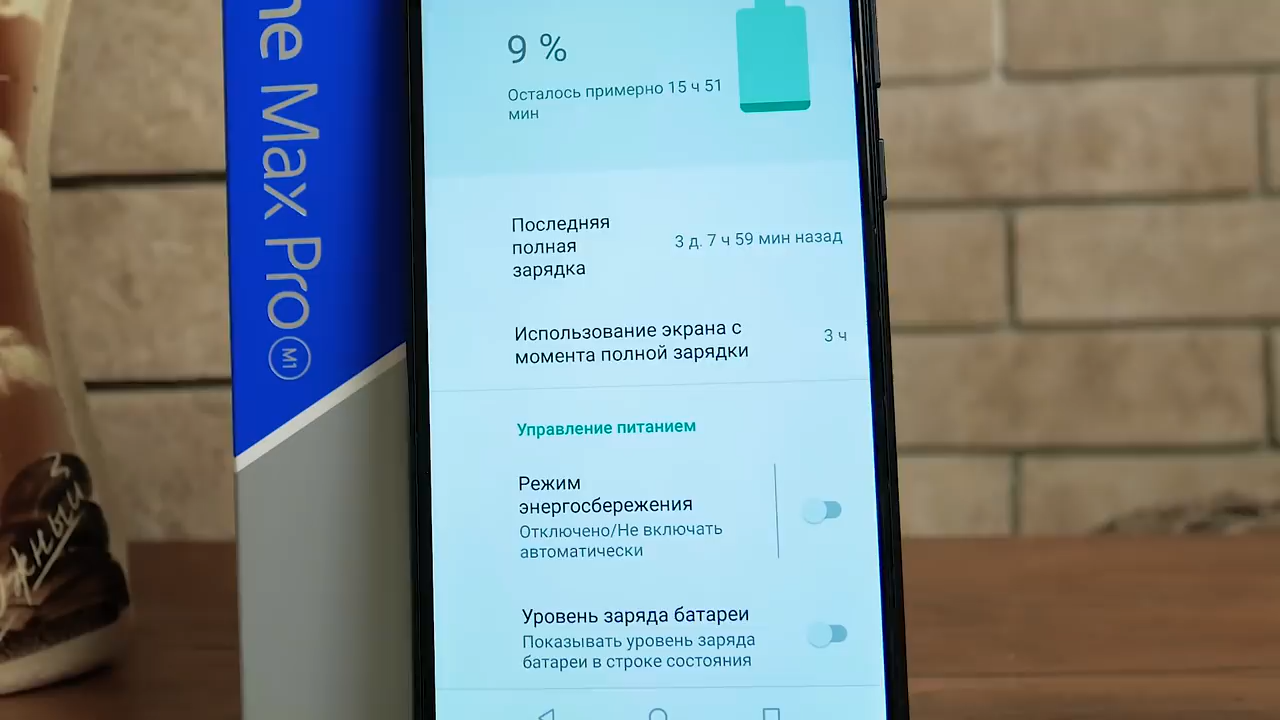 ne Max Pro M1
9 %
Осталось примерно 15 ч 51
мин
Последняя
полная
зарядка
3 д. 7 ч 59 мин назад
Использование экрана с
момента полной зарядки
3 ч
Управление питанием
Режим
энергосбережения
Отключено/Не включать
автоматически
Уровень заряда батареи
Показывать уровень заряда
батареи в строке состояния